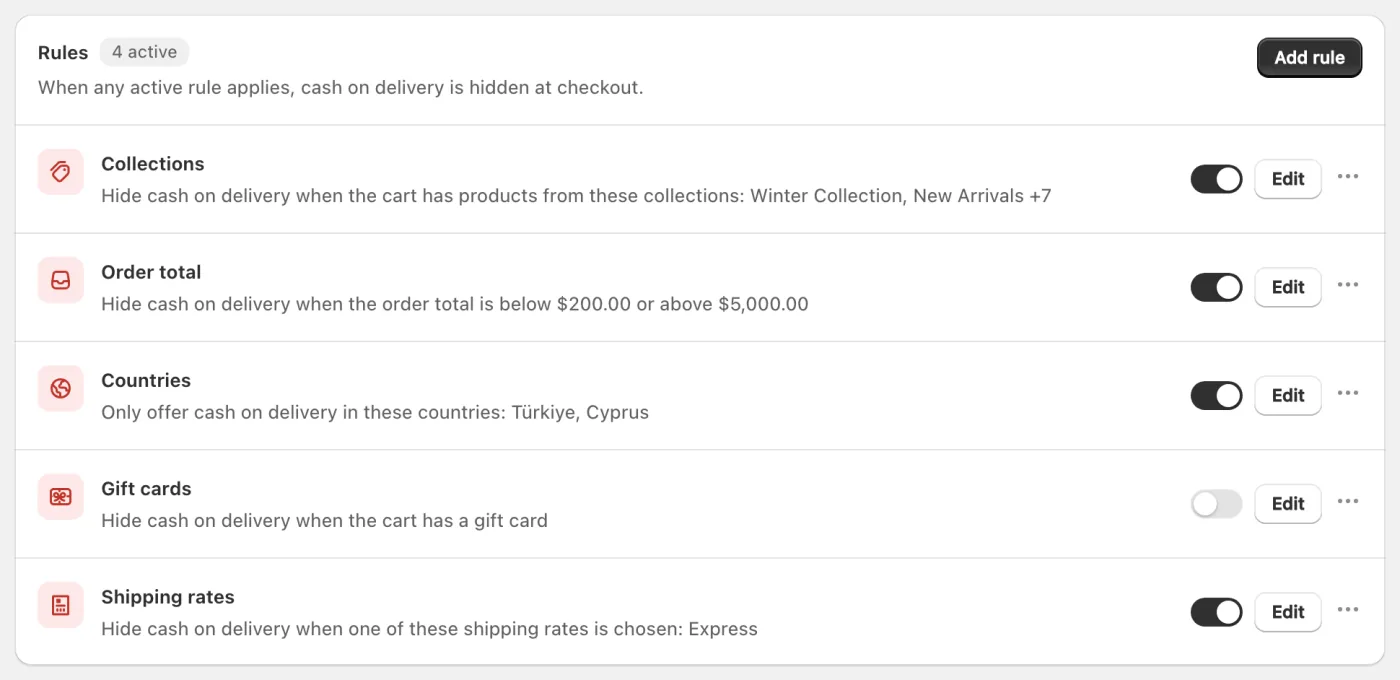 Rules 4 active
Add rule
When any active rule applies, cash on delivery is hidden at checkout.
Collections
Hide cash on delivery when the cart has products from these collections: Winter Collection, New Arrivals +7
Edit
Order total
Hide cash on delivery when the order total is below $200.00 or above $5,000.00
Edit
Countries
Only offer cash on delivery in these countries: Türkiye, Cyprus
Edit
Gift cards
Hide cash on delivery when the cart has a gift card
Edit
Shipping rates
Hide cash on delivery when one of these shipping rates is chosen: Express
Edit